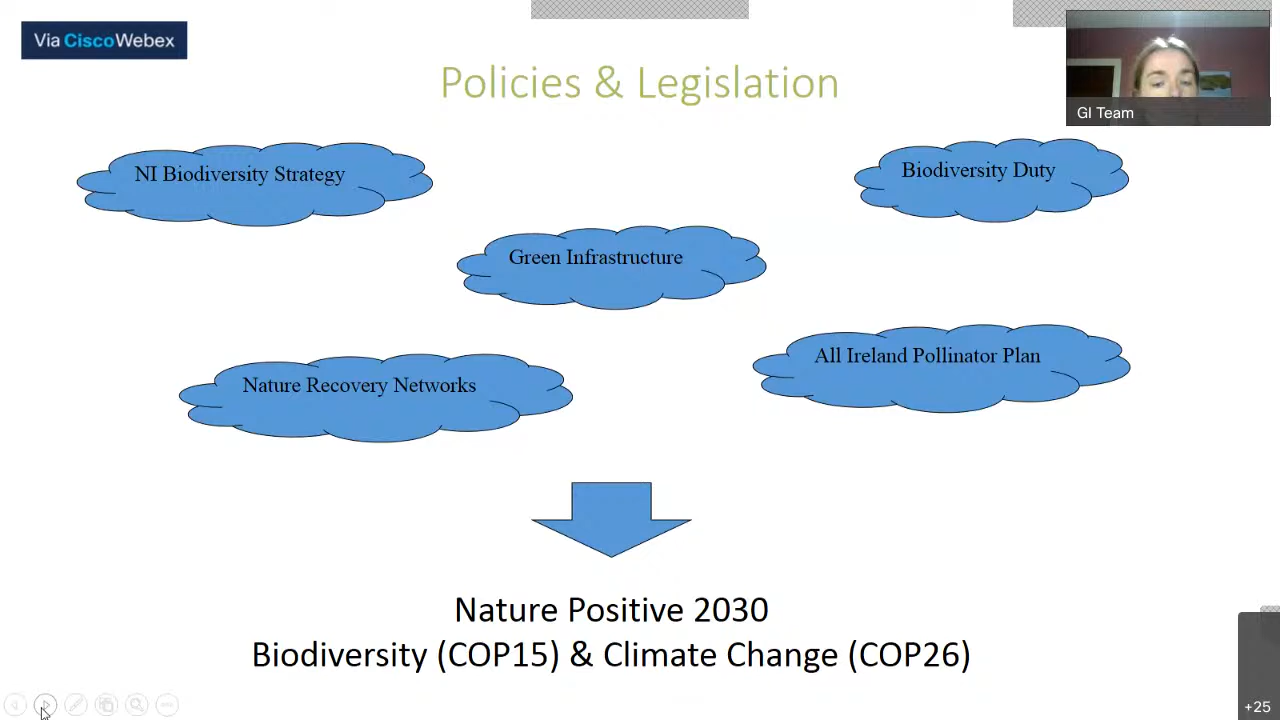 Via CiscoWebex
Policies & Legislation
GI Team
NI Biodiversity Strategy
Biodiversity Duty
Green Infrastructure
All Ireland Pollinator Plan
Nature Recovery Networks
Nature Positive 2030
Biodiversity (COP15) & Climate Change (COP26)
+25